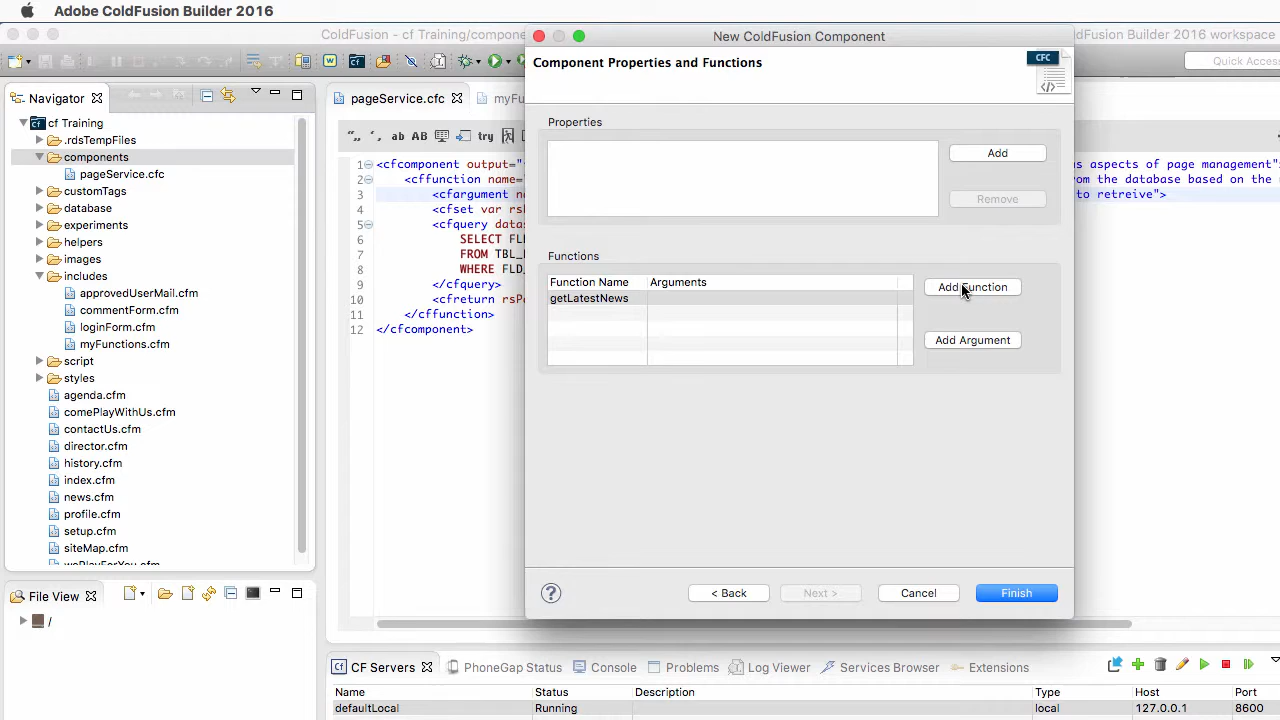 Adobe ColdFusion Builder 2016
ColdFusion - cf Training/compone
dFusion Builder 2016 workspace
New ColdFusion Component
Quick Access
Component Properties and Functions
CFC
Navigator
pageService.cfc
myFu
cf Training
.rdsTempFiles
components
pageService.cfc
customTags
database
experiments
helpers
images
includes
approvedUserMail.cfm
commentForm.cfm
loginForm.cfm
myFunctions.cfm
script
styles
agenda.cfm
comePlayWithUs.cfm
contactUs.cfm
director.cfm
history.cfm
index.cfm
news.cfm
profile.cfm
setup.cfm
siteMap.cfm
wePlayForYou.cfm
ab AB try
1 <cfcomponent output="
s aspects of page management"
2 <cffunction name=
om the database based on the
3 <cfargument n
to retreive">
4 <cfset var rs
5 <cfquery datas
6 SELECT FL
7 FROM TBL_
8 WHERE FLD_
9 </cfquery>
10 <cfreturn rsP
11 </cffunction>
12 </cfcomponent>
Properties
Add
Remove
Functions
Function Name Arguments
getLatestNews
Add Function
Add Argument
? < Back Next > Cancel Finish
File View
/
CF Servers PhoneGap Status Console Problems Log Viewer Services Browser Extensions
Name Status Description Type Host Port
defaultLocal Running local 127.0.0.1 8600